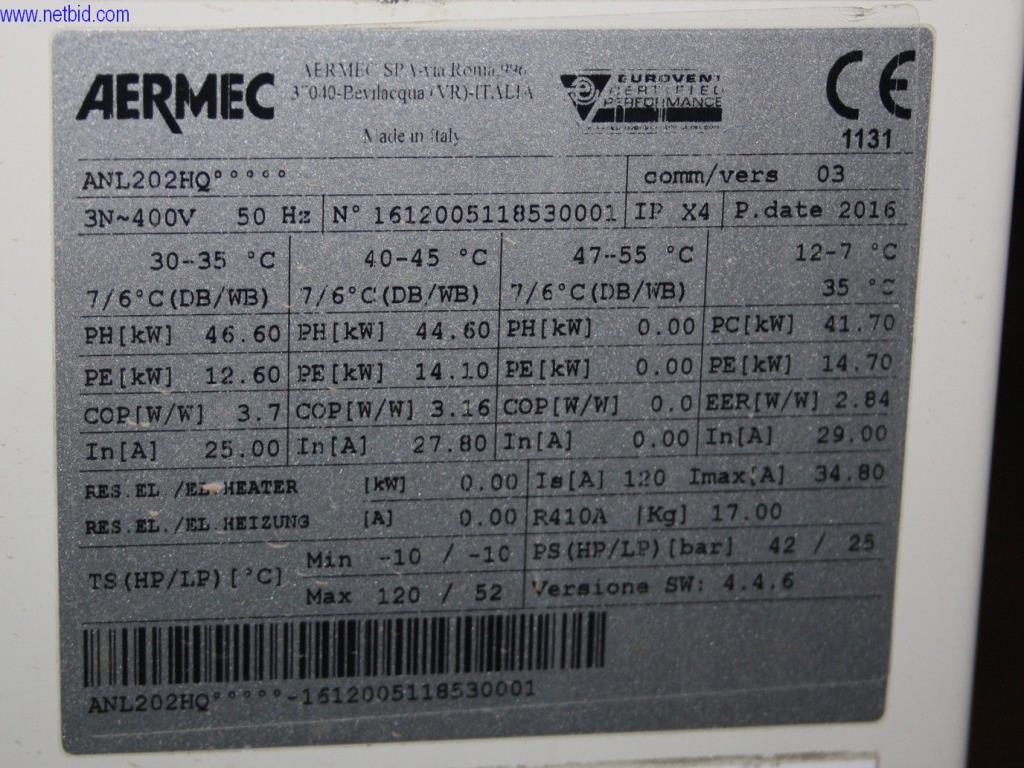 www.netbid.com
AERMEC
AERMEC SPA-via Roma,996
37040-Bevilacqua (VR)-ITALIA
Made in Italy
EUROVENT
CERTIFIED
PERFORMANCE
CE
1131
ANL202HQ°°°°° comm/vers 03
3N~400V 50 Hz N° 1612005118530001 IP X4 P.date 2016
30-35 °C 40-45 °C 47-55 °C 12-7 °C
7/6°C(DB/WB) 7/6°C(DB/WB) 7/6°C(DB/WB) 35 °C
PH[kW] 46.60 PH[kW] 44.60 PH[kW] 0.00 PC[kW] 41.70
PE[kW] 12.60 PE[kW] 14.10 PE[kW] 0.00 PE[kW] 14.70
COP[W/W] 3.7 COP[W/W] 3.16 COP[W/W] 0.0 EER[W/W] 2.84
In[A] 25.00 In[A] 27.80 In[A] 0.00 In[A] 29.00
RES.EL./EL.HEATER [kW] 0.00 Is[A] 120 Imax[A] 34.80
RES.EL./EL.HEIZUNG [A] 0.00 R410A [Kg] 17.00
TS(HP/LP)[°C] Min -10 / -10 PS(HP/LP)[bar] 42 / 25
Max 120 / 52 Versione SW: 4.4.6
ANL202HQ°°°°°-1612005118530001